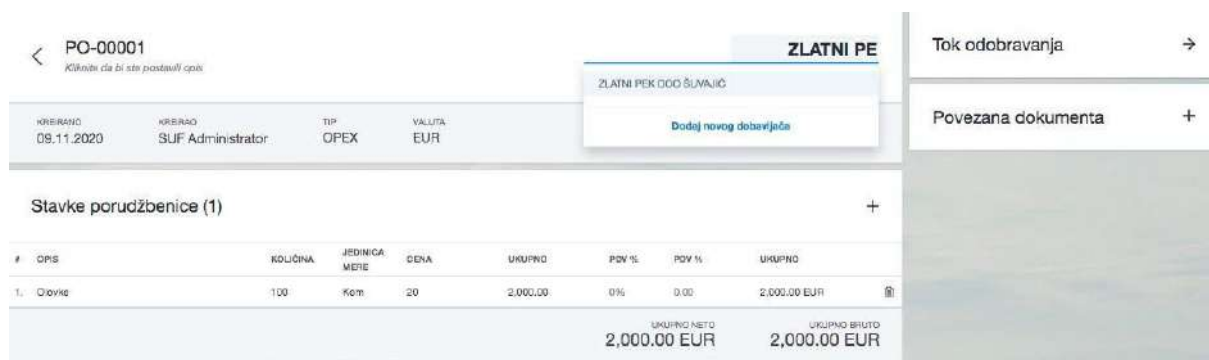 PO-00001
Kliknite da bi ste postavili opis
ZLATNI PE
ZLATNI PEK DOO ŠUVAJIĆ
Dodaj novog dobavljača
KREIRANO
09.11.2020
KREIRAO
SUF Administrator
TIP
OPEX
VALUTA
EUR
Tok odobravanja
Povezana dokumenta
Stavke porudžbenice (1)
# OPIS KOLIČINA JEDINICA MERE CENA UKUPNO PDV % PDV % UKUPNO
1. Olovke 100 Kom 20 2,000.00 0% 0.00 2,000.00 EUR
UKUPNO NETO
2,000.00 EUR
UKUPNO BRUTO
2,000.00 EUR